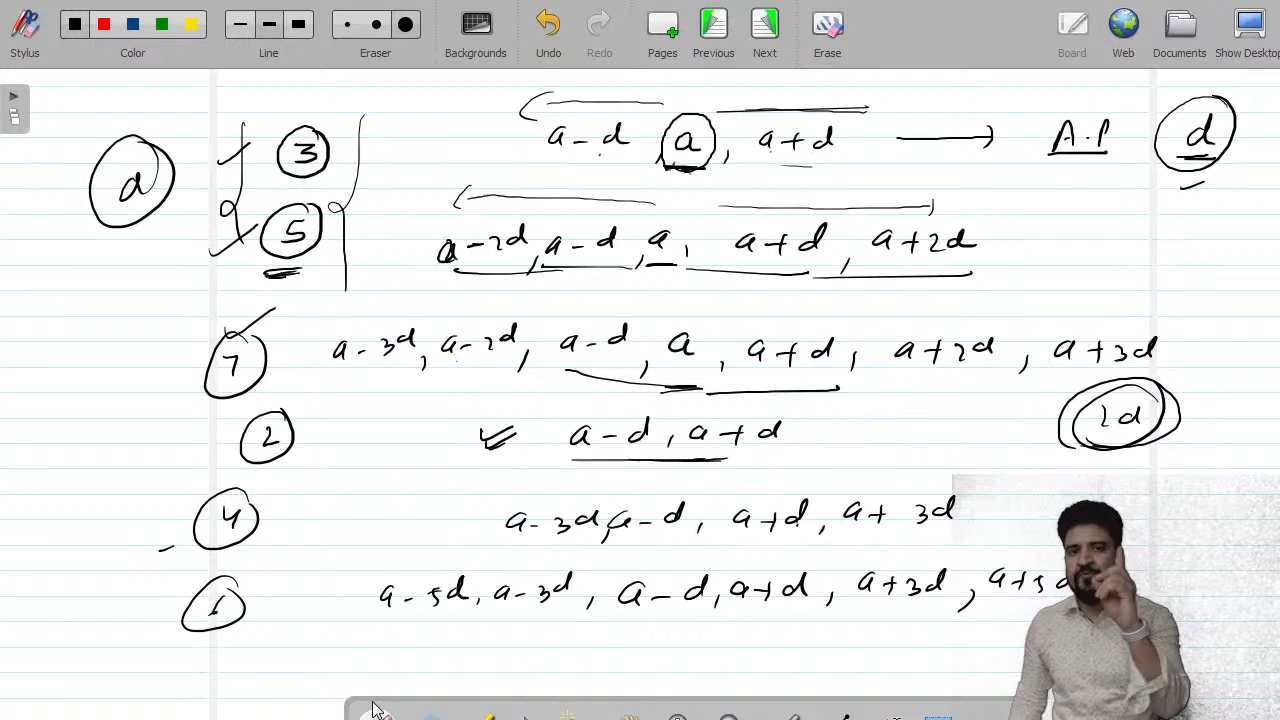 Stylus Color Line Eraser Backgrounds Undo Redo Pages Previous Next Erase Board Web Documents Show Desktop
d 3 a-d, a, a+d → A.P d
5 a-2d, a-d, a, a+d, a+2d
7 a-3d, a-2d, a-d, a, a+d, a+2d, a+3d
2 a-d, a+d 2d
4 a-3d, a-d, a+d, a+3d
6 a-5d, a-3d, a-d, a+d, a+3d, a+5d